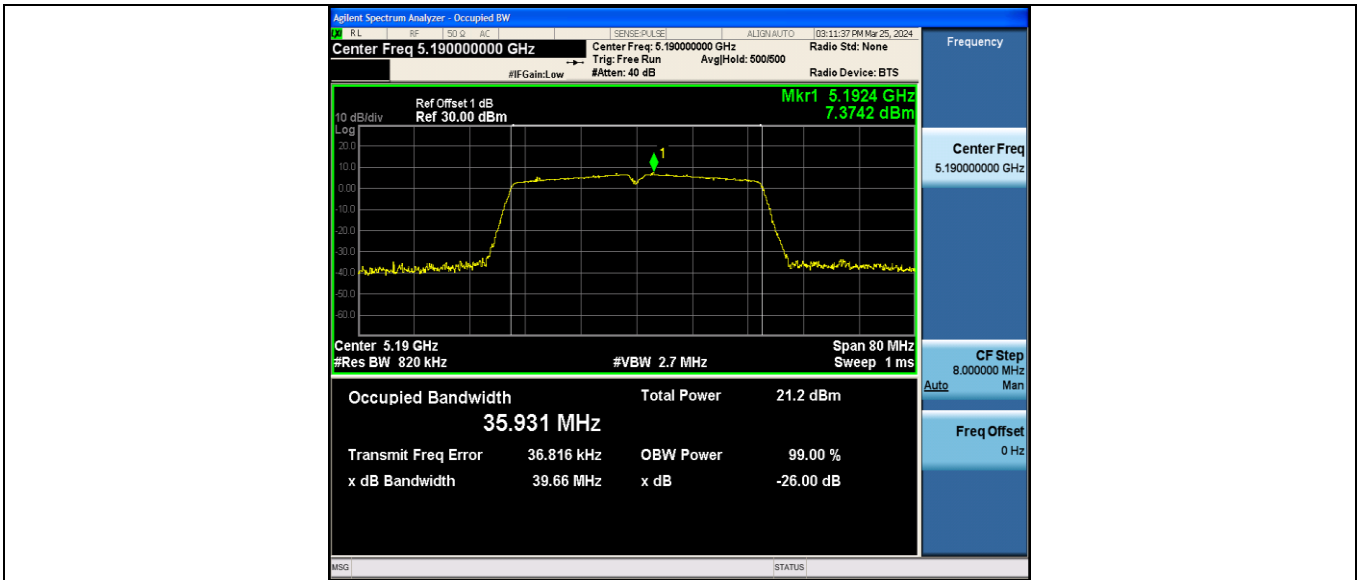 Agilent Spectrum Analyzer - Occupied BW
LXI RL RF 50 Ω AC SENSE:PULSE ALIGNAUTO 03:11:37 PM Mar 25, 2024
Center Freq 5.190000000 GHz
Center Freq: 5.190000000 GHz Radio Std: None
Trig: Free Run Avg|Hold: 500/500
#IFGain:Low #Atten: 40 dB Radio Device: BTS
Mkr1 5.1924 GHz
7.3742 dBm
Ref Offset 1 dB
10 dB/div Ref 30.00 dBm
Log
20.0
10.0
0.00
-10.0
-20.0
-30.0
-40.0
-50.0
-60.0
1
Center 5.19 GHz Span 80 MHz
#Res BW 820 kHz #VBW 2.7 MHz Sweep 1 ms
Occupied Bandwidth Total Power 21.2 dBm
35.931 MHz
Transmit Freq Error 36.816 kHz OBW Power 99.00 %
x dB Bandwidth 39.66 MHz x dB -26.00 dB
MSG STATUS
Frequency
Center Freq
5.190000000 GHz
CF Step
8.000000 MHz
Auto Man
Freq Offset
0 Hz